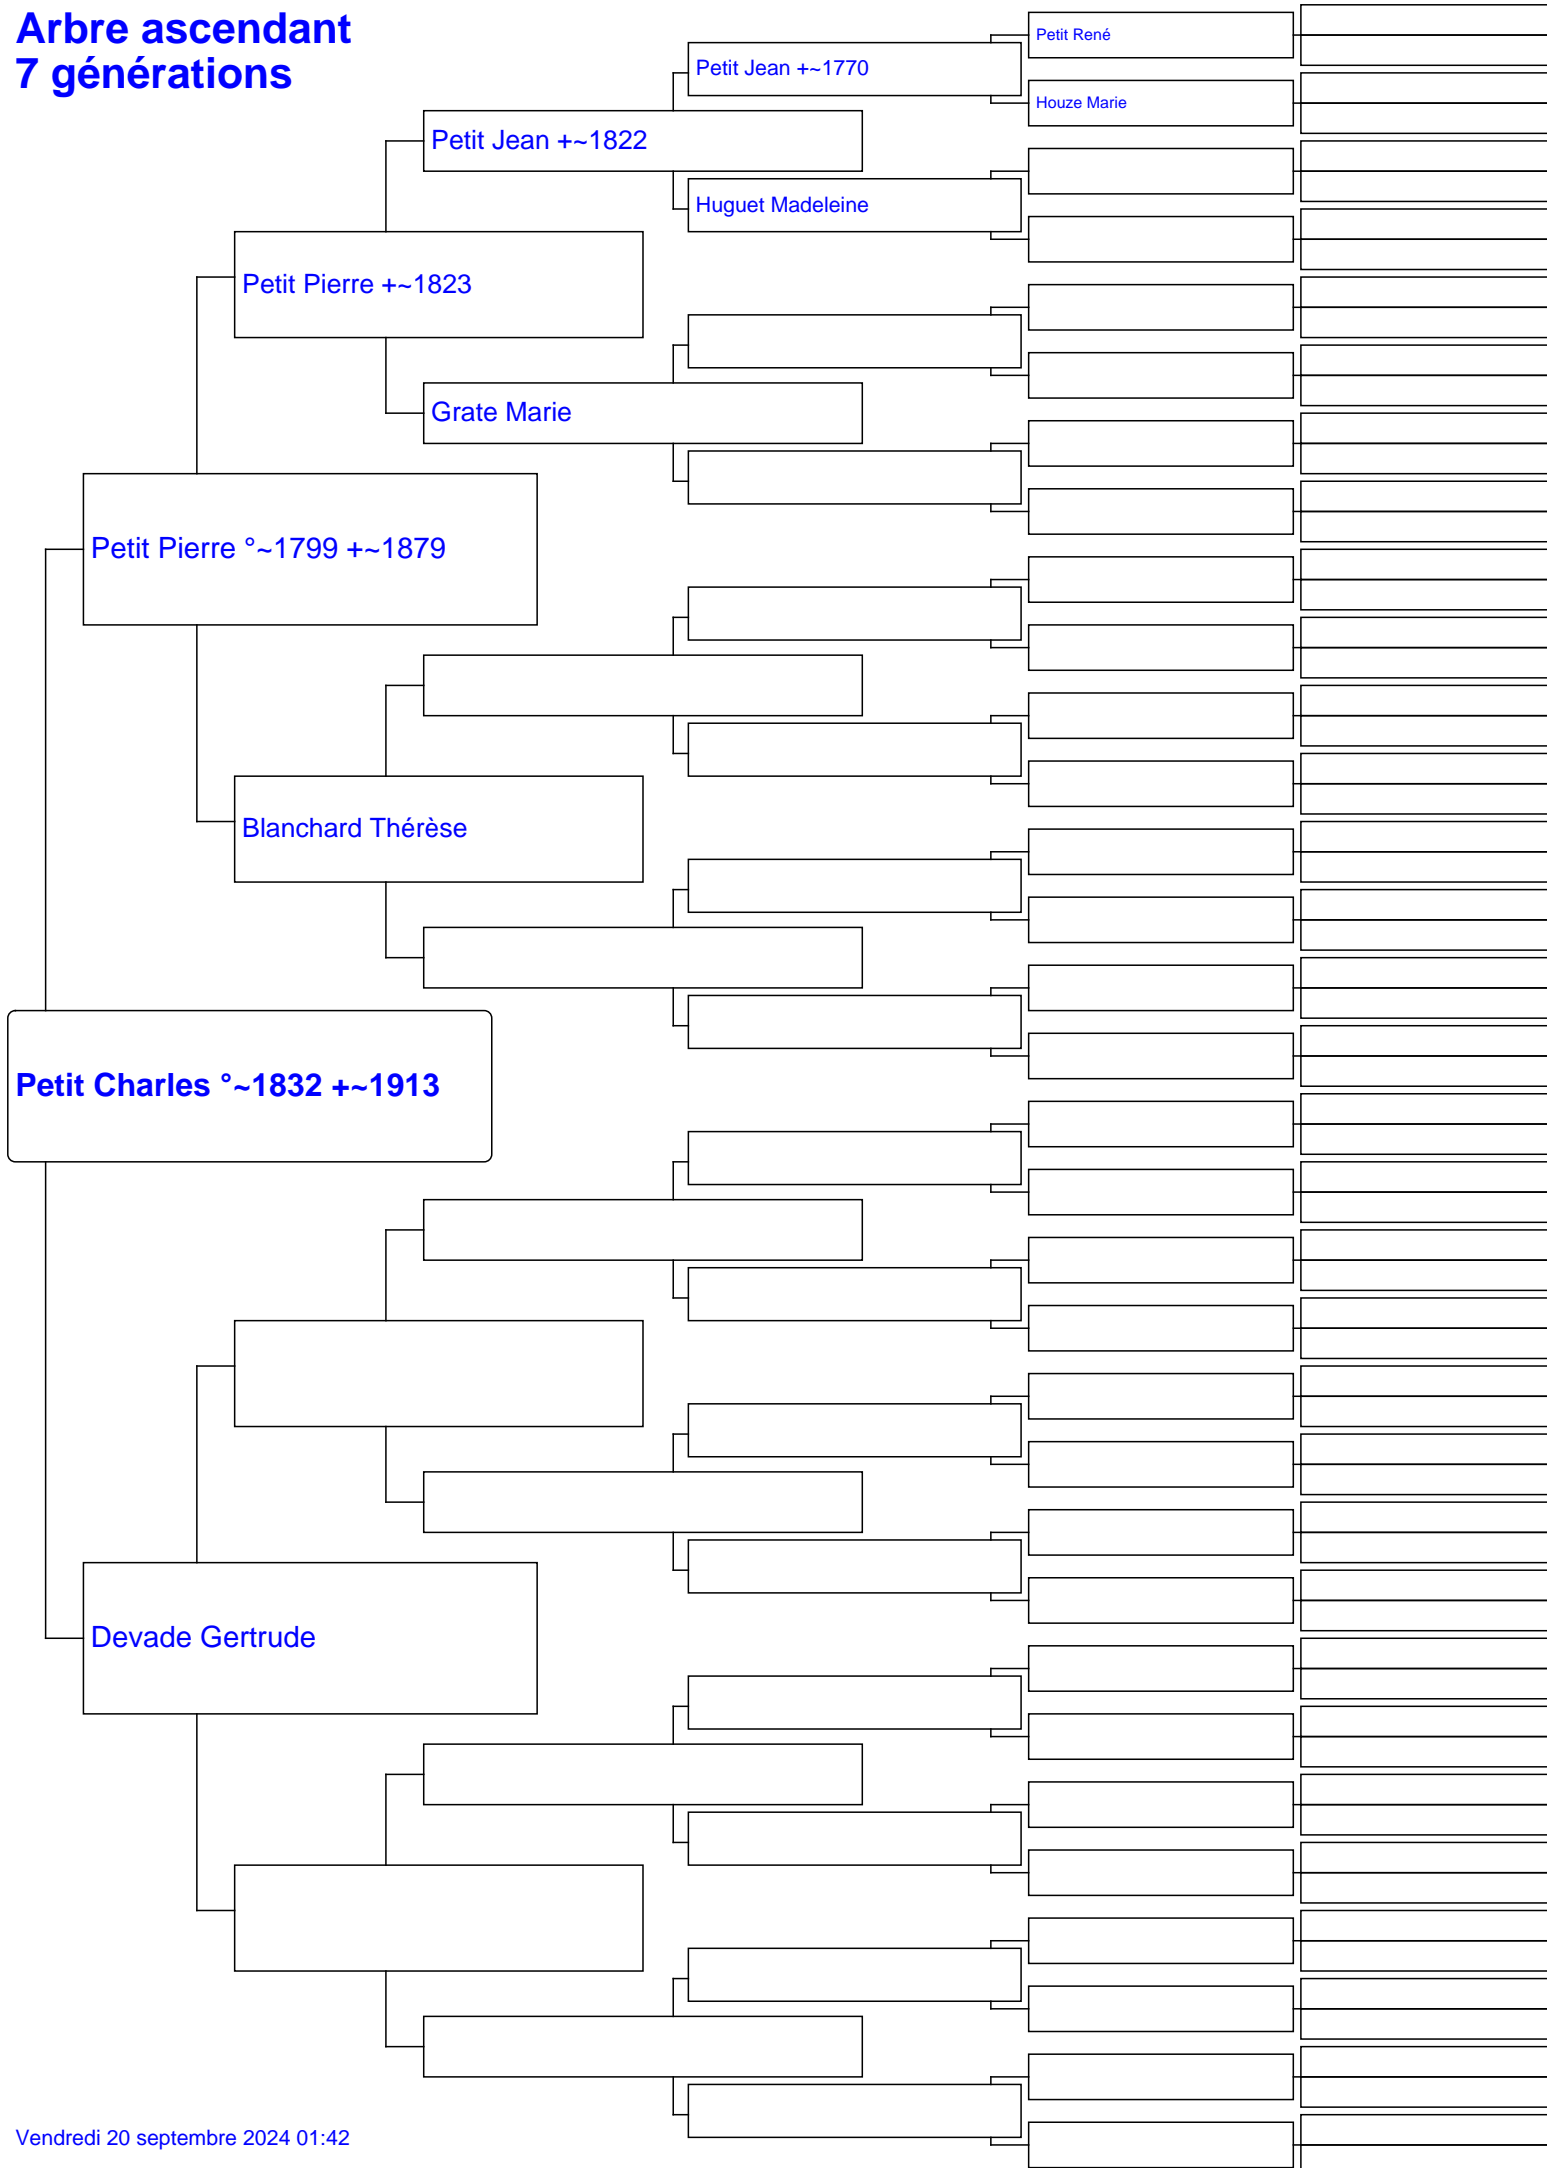 Arbre ascendant
7 générations
Petit René
Petit Jean +~1770
Houze Marie
Petit Jean +~1822
Huguet Madeleine
Petit Pierre +~1823
Grate Marie
Petit Pierre °~1799 +~1879
Blanchard Thérèse
Petit Charles °~1832 +~1913
Devade Gertrude
Vendredi 20 septembre 2024 01:42